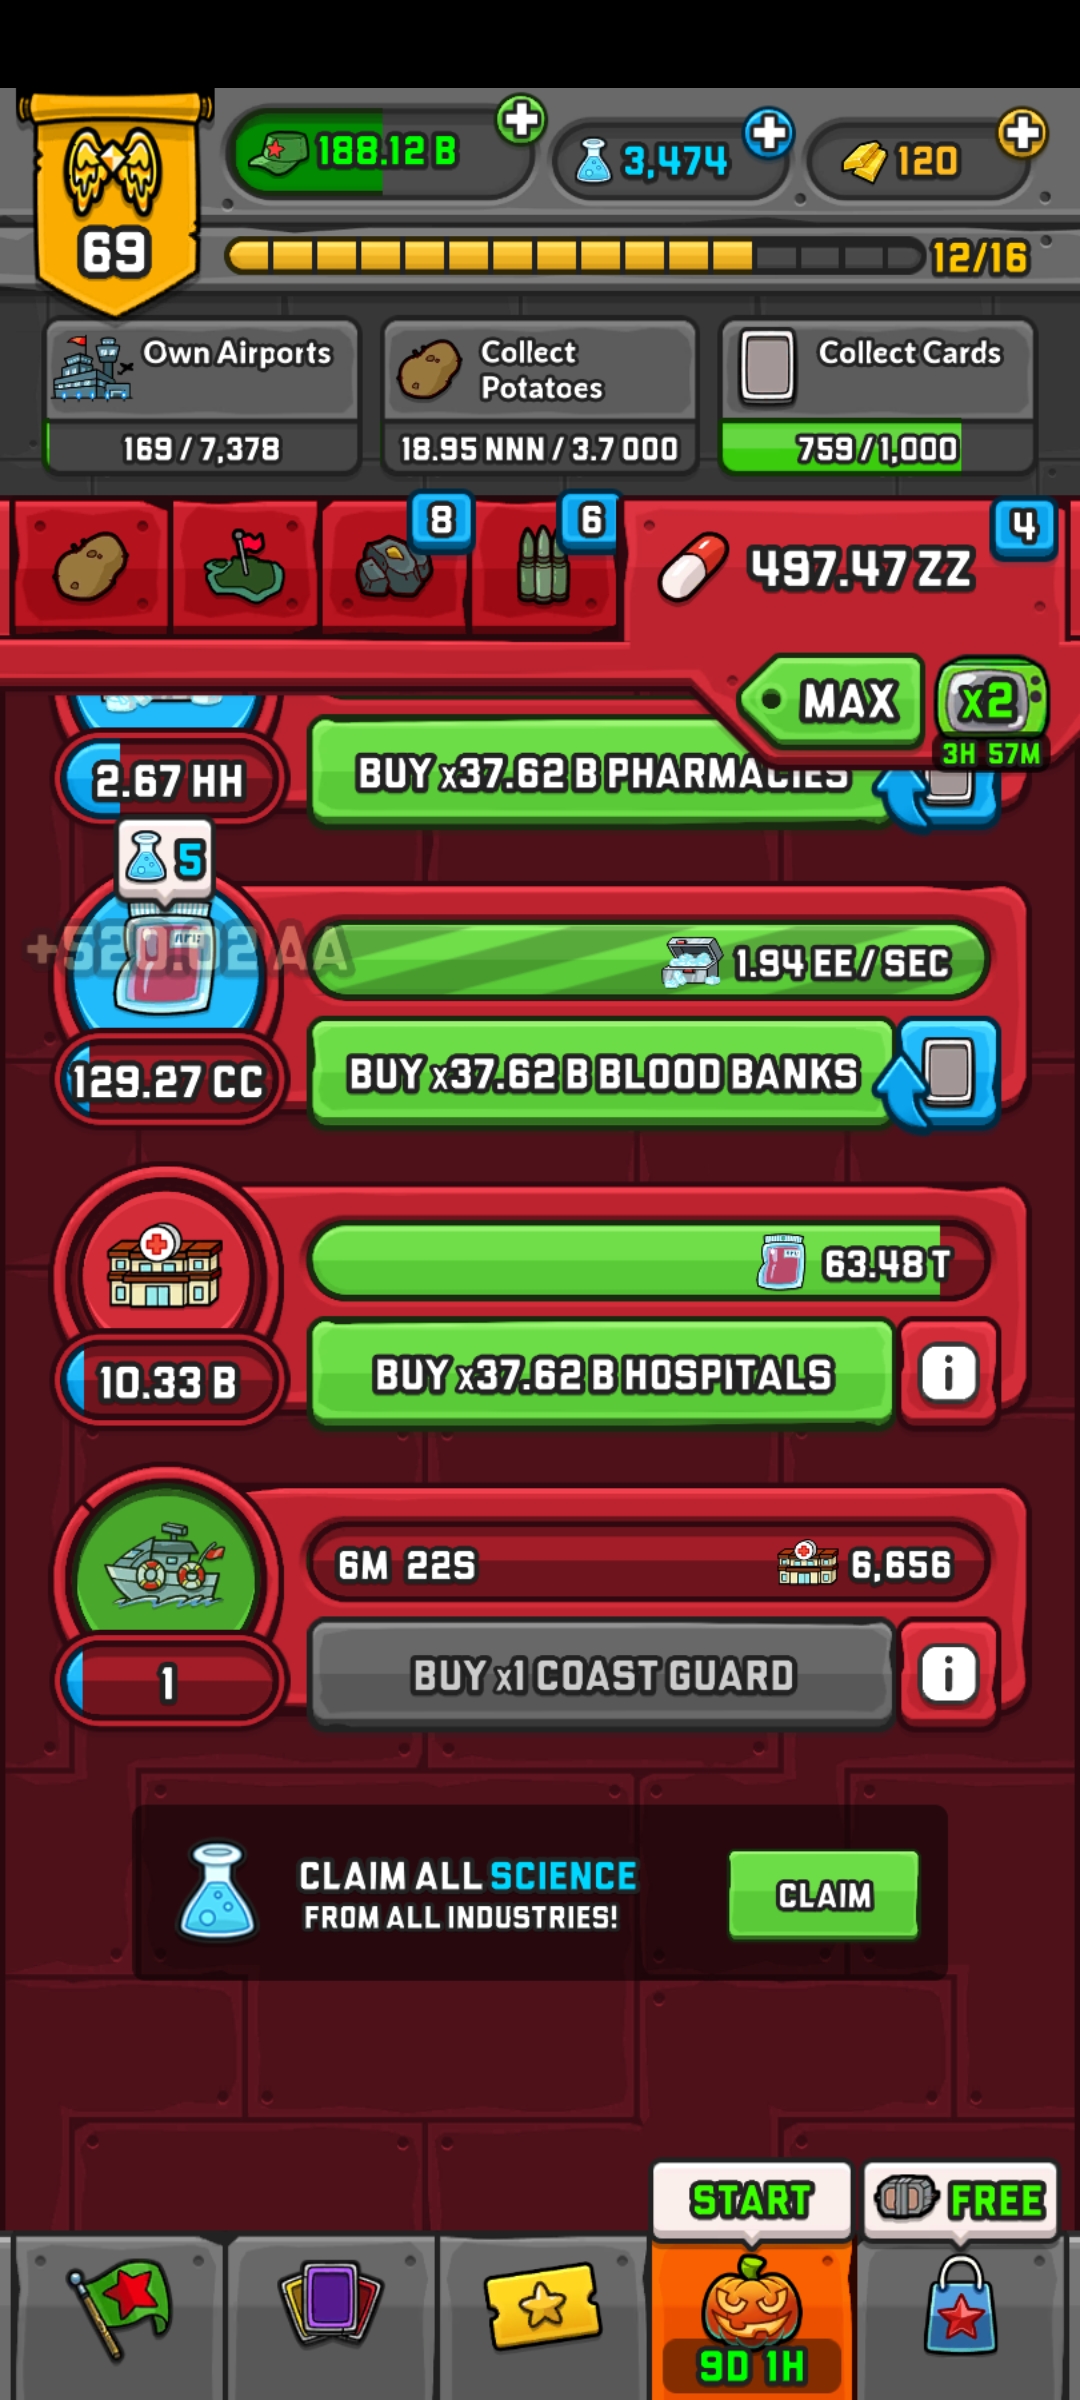 188.12 B
3,474
120
69
12/16
Own Airports
169 / 7,378
Collect
Potatoes
18.95 NNN / 3.7 OOO
Collect Cards
759 / 1,000
8
6
4
497.47 ZZ
MAX
x2
3H 57M
2.67 HH
BUY x37.62 B PHARMACIES
5
+520.02 AA
1.94 EE / SEC
129.27 CC
BUY x37.62 B BLOOD BANKS
63.48 T
10.33 B
BUY x37.62 B HOSPITALS
i
6M 22S
6,656
1
BUY x1 COAST GUARD
i
CLAIM ALL SCIENCE
FROM ALL INDUSTRIES!
CLAIM
START
FREE
9D 1H